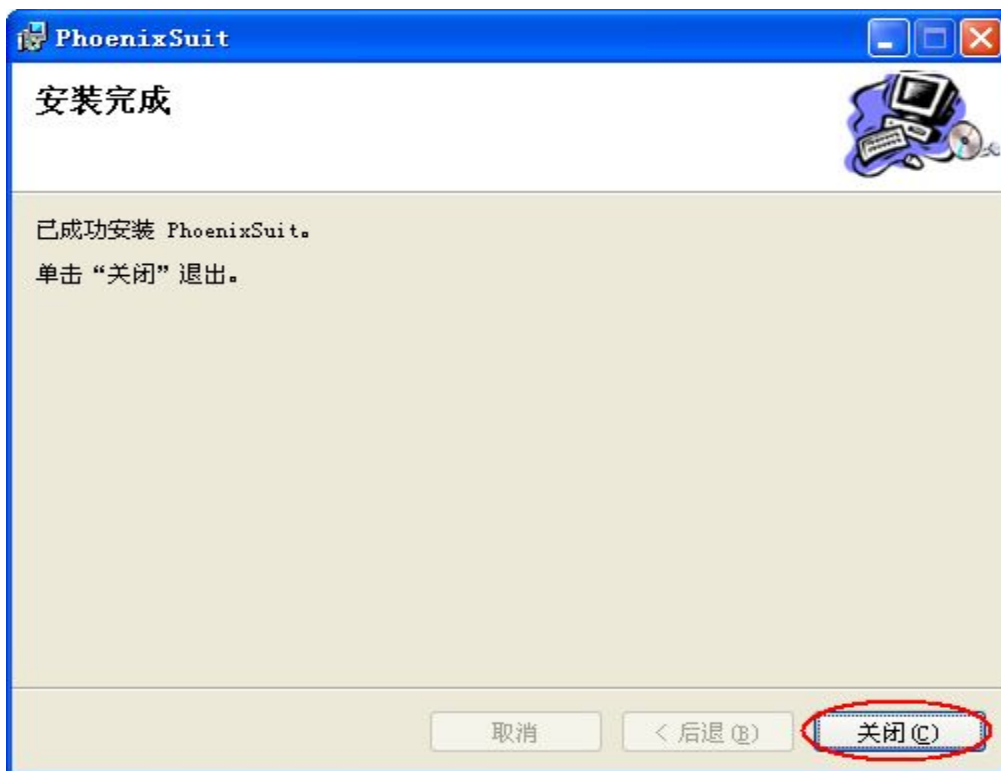 PhoenixSuit
安装完成
已成功安装 PhoenixSuit。
单击“关闭”退出。
取消
< 后退(B)
关闭(C)